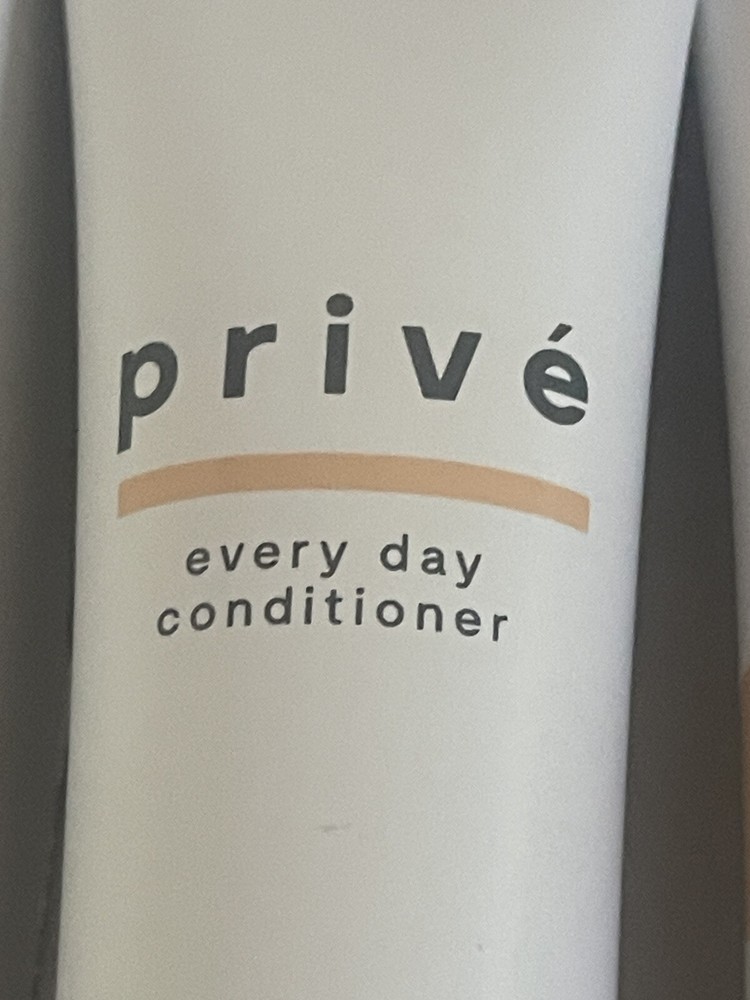 privé
every day
conditioner